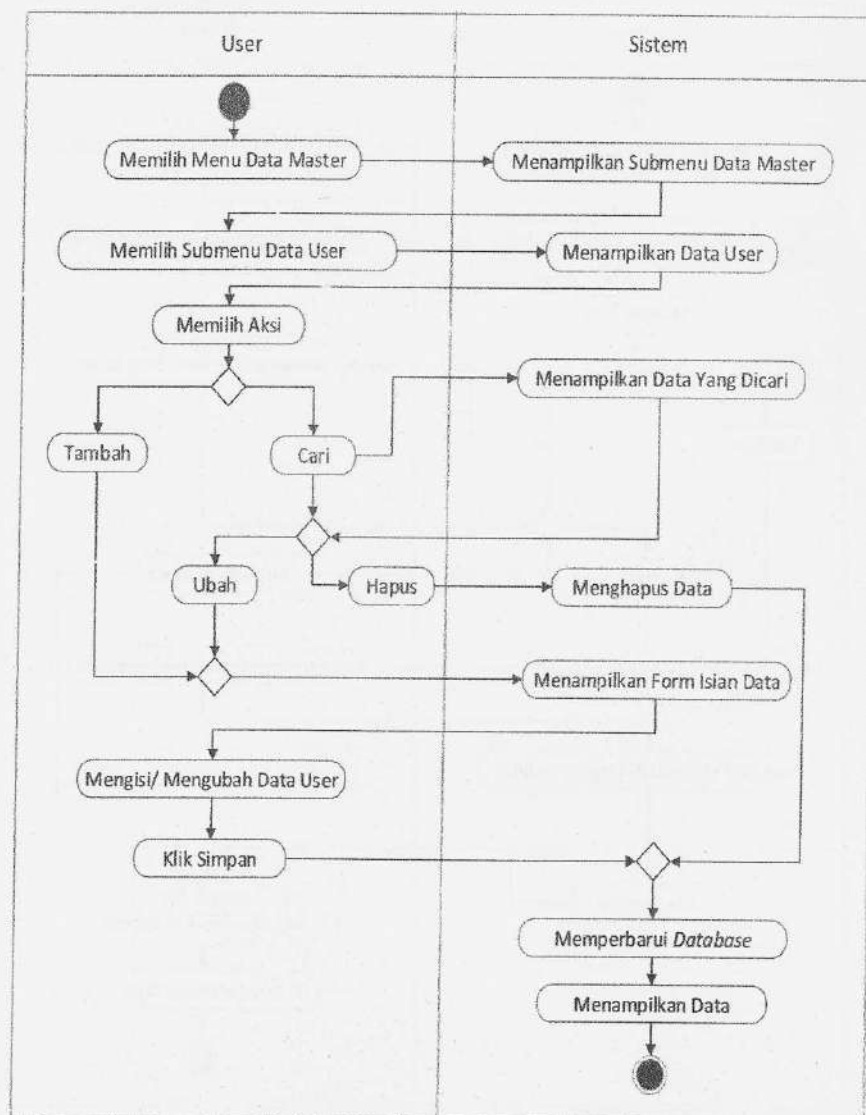 User
Sistem
Memilih Menu Data Master
Menampilkan Submenu Data Master
Memilih Submenu Data User
Menampilkan Data User
Memilih Aksi
Menampilkan Data Yang Dicari
Tambah
Cari
Ubah
Hapus
Menghapus Data
Menampilkan Form Isian Data
Mengisi/ Mengubah Data User
Klik Simpan
Memperbarui Database
Menampilkan Data